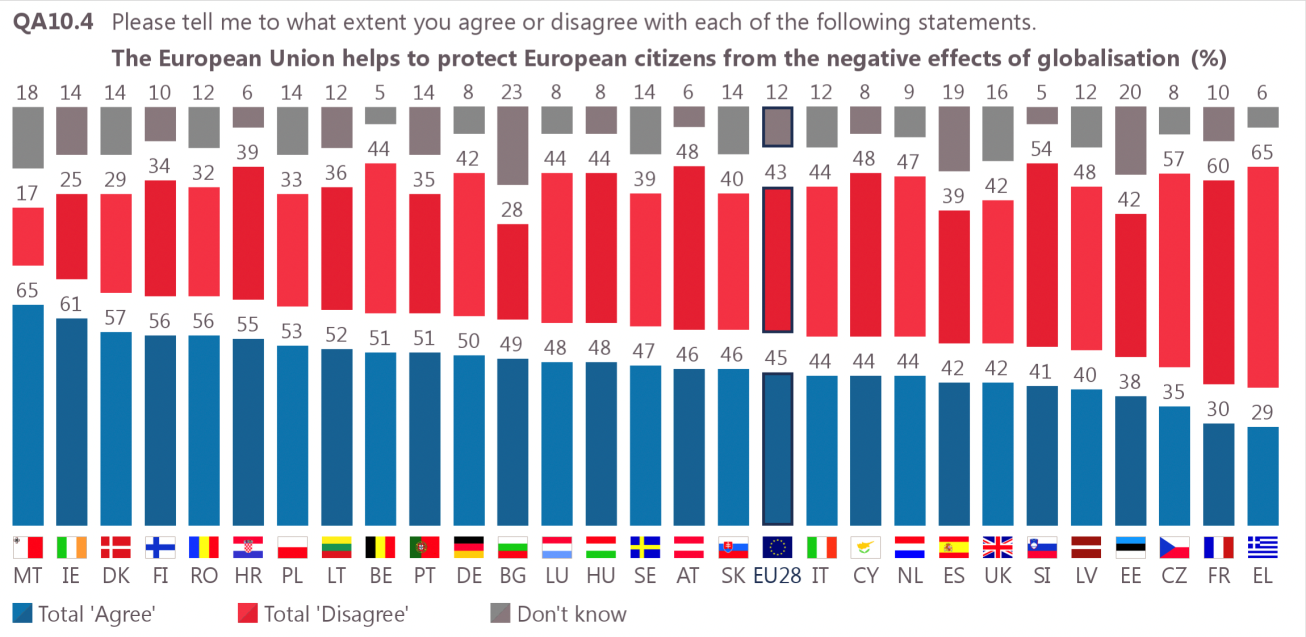 QA10.4 Please tell me to what extent you agree or disagree with each of the following statements.
The European Union helps to protect European citizens from the negative effects of globalisation (%)
18 14 14 10 12 6 14 12 5 14 8 23 8 8 14 6 14 12 12 8 9 19 16 5 12 20 8 10 6
17 25 29 34 32 39 33 36 44 35 42 28 44 44 39 48 40 43 44 48 47 39 42 54 48 42 57 60 65
65 61 57 56 56 55 53 52 51 51 50 49 48 48 47 46 46 45 44 44 44 42 42 41 40 38 35 30 29
MT IE DK FI RO HR PL LT BE PT DE BG LU HU SE AT SK EU28 IT CY NL ES UK SI LV EE CZ FR EL
Total 'Agree' Total 'Disagree' Don't know